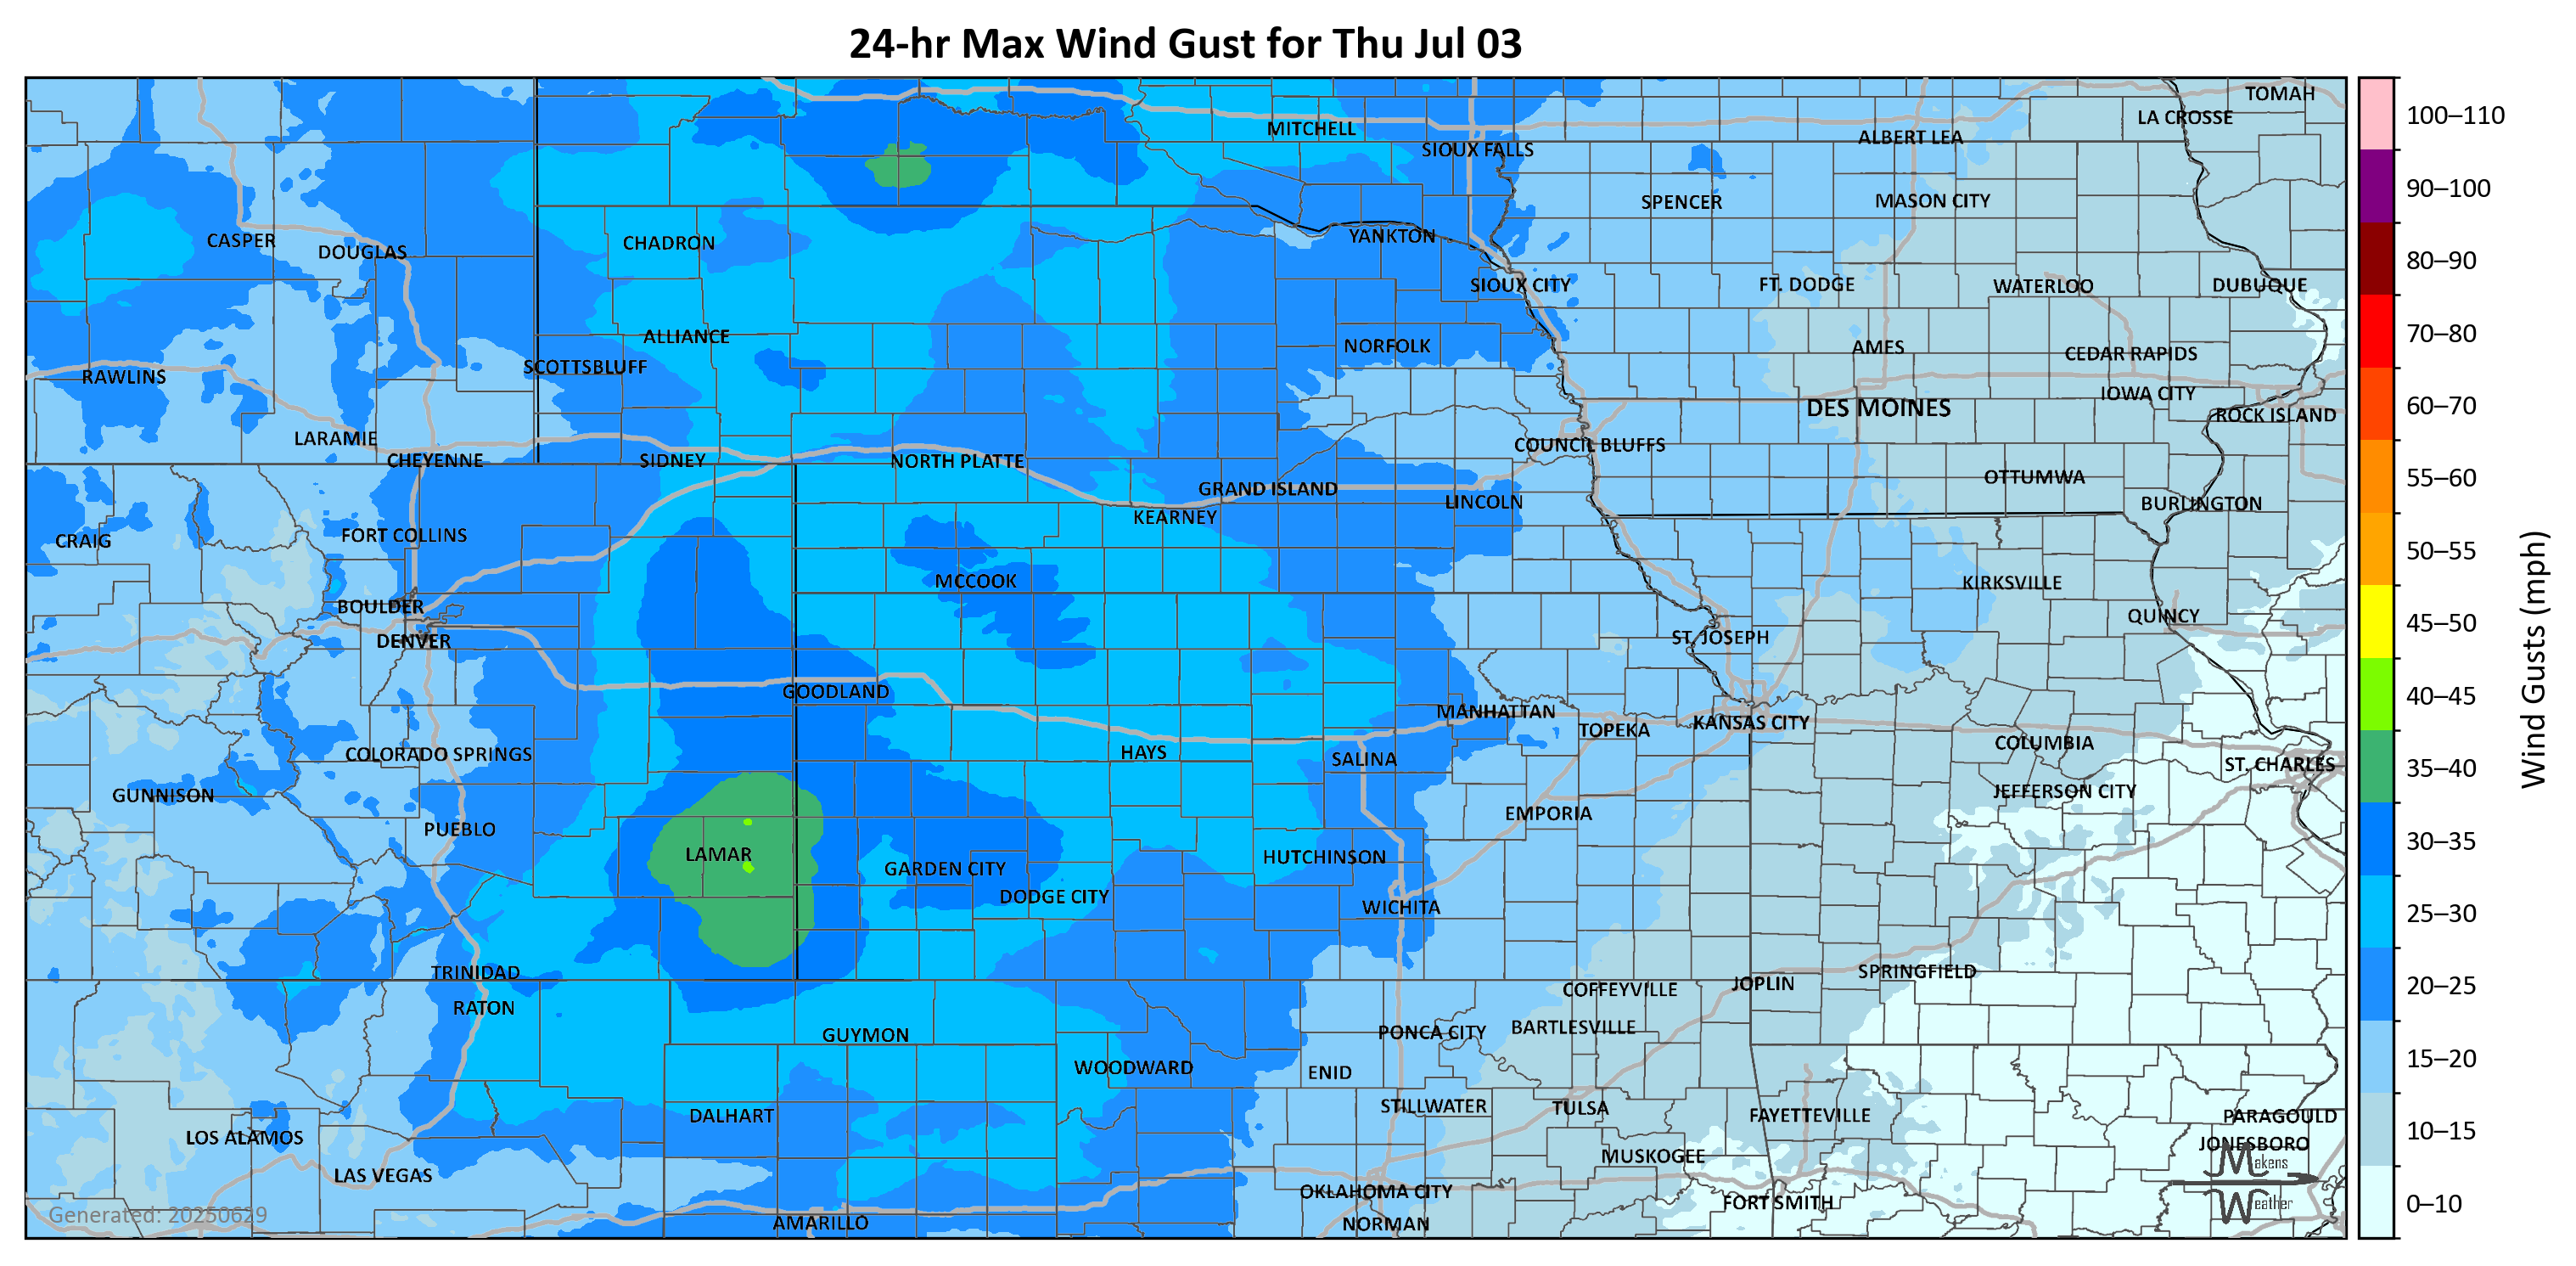 24-hr Max Wind Gust for Thu Jul 03
TOMAH
LA CROSSE
MITCHELL
ALBERT LEA
SIOUX FALLS
SPENCER
MASON CITY
CASPER
DOUGLAS
CHADRON
YANKTON
SIOUX CITY
FT. DODGE
WATERLOO
DUBUQUE
ALLIANCE
NORFOLK
AMES
CEDAR RAPIDS
SCOTTSBLUFF
RAWLINS
IOWA CITY
DES MOINES
ROCK ISLAND
LARAMIE
COUNCIL BLUFFS
CHEYENNE
SIDNEY
NORTH PLATTE
OTTUMWA
GRAND ISLAND
LINCOLN
BURLINGTON
KEARNEY
FORT COLLINS
CRAIG
MCCOOK
KIRKSVILLE
BOULDER
QUINCY
DENVER
ST. JOSEPH
GOODLAND
MANHATTAN
KANSAS CITY
TOPEKA
COLUMBIA
COLORADO SPRINGS
HAYS
SALINA
ST. CHARLES
GUNNISON
JEFFERSON CITY
EMPORIA
PUEBLO
LAMAR
HUTCHINSON
GARDEN CITY
DODGE CITY
WICHITA
TRINIDAD
SPRINGFIELD
JOPLIN
COFFEYVILLE
RATON
BARTLESVILLE
PONCA CITY
GUYMON
WOODWARD
ENID
STILLWATER
TULSA
DALHART
FAYETTEVILLE
PARAGOULD
LOS ALAMOS
JONESBORO
MUSKOGEE
LAS VEGAS
OKLAHOMA CITY
FORT SMITH
AMARILLO
NORMAN
Generated: 20250629
Makens
Weather
100–110
90–100
80–90
70–80
60–70
55–60
50–55
45–50
40–45
35–40
30–35
25–30
20–25
15–20
10–15
0–10
Wind Gusts (mph)